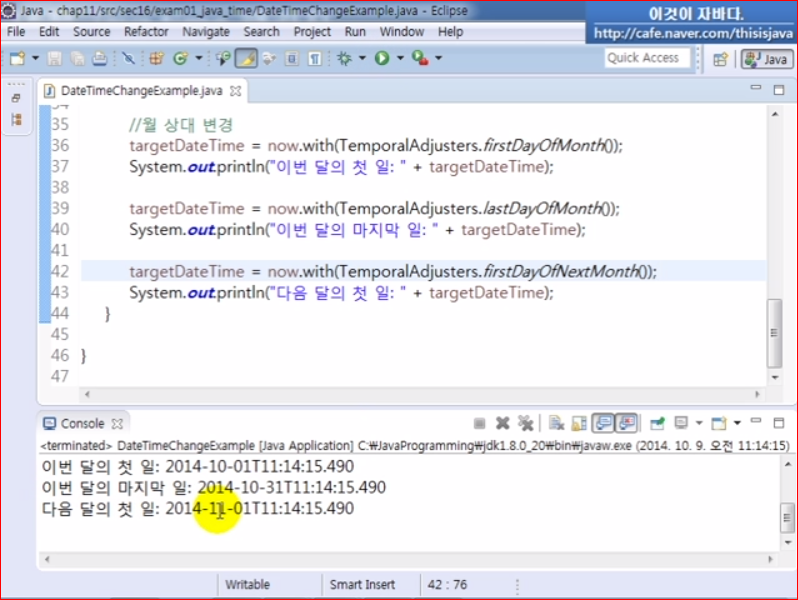 Java - chap11/src/sec16/exam01_java_time/DateTimeChangeExample.java - Eclipse
이것이 자바다.
http://cafe.naver.com/thisisjava
File Edit Source Refactor Navigate Search Project Run Window Help
Quick Access
Java
DateTimeChangeExample.java
34
35 //월 상대 변경
36 targetDateTime = now.with(TemporalAdjusters.firstDayOfMonth());
37 System.out.println("이번 달의 첫 일: " + targetDateTime);
38
39 targetDateTime = now.with(TemporalAdjusters.lastDayOfMonth());
40 System.out.println("이번 달의 마지막 일: " + targetDateTime);
41
42 targetDateTime = now.with(TemporalAdjusters.firstDayOfNextMonth());
43 System.out.println("다음 달의 첫 일: " + targetDateTime);
44 }
45
46 }
47
Console
<terminated> DateTimeChangeExample [Java Application] C:₩JavaProgramming₩jdk1.8.0_20₩bin₩javaw.exe (2014. 10. 9. 오전 11:14:15)
이번 달의 첫 일: 2014-10-01T11:14:15.490
이번 달의 마지막 일: 2014-10-31T11:14:15.490
다음 달의 첫 일: 2014-11-01T11:14:15.490
Writable Smart Insert 42 : 76